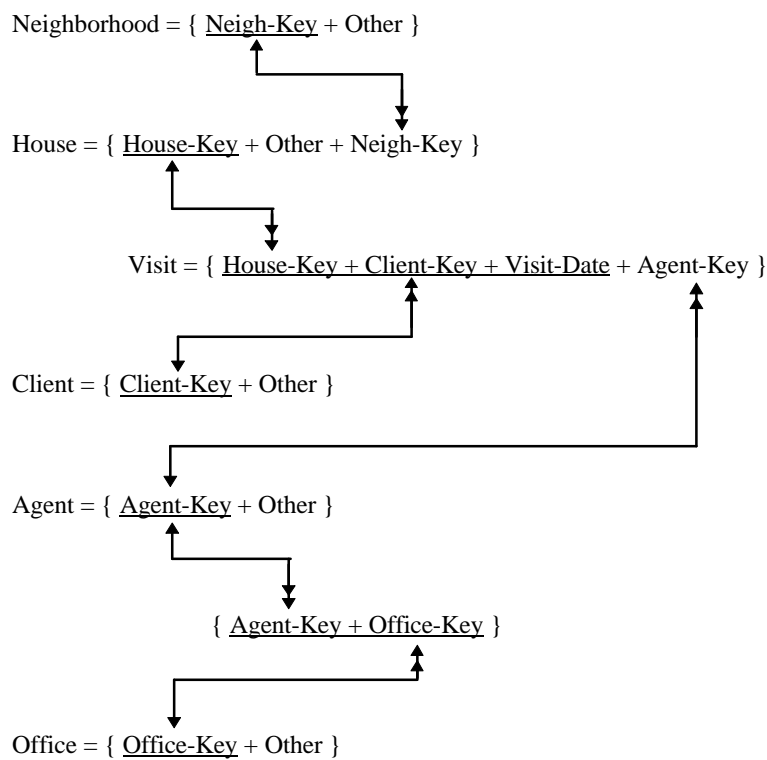 Neighborhood = { Neigh-Key + Other }
House = { House-Key + Other + Neigh-Key }
Visit = { House-Key + Client-Key + Visit-Date + Agent-Key }
Client = { Client-Key + Other }
Agent = { Agent-Key + Other }
{ Agent-Key + Office-Key }
Office = { Office-Key + Other }